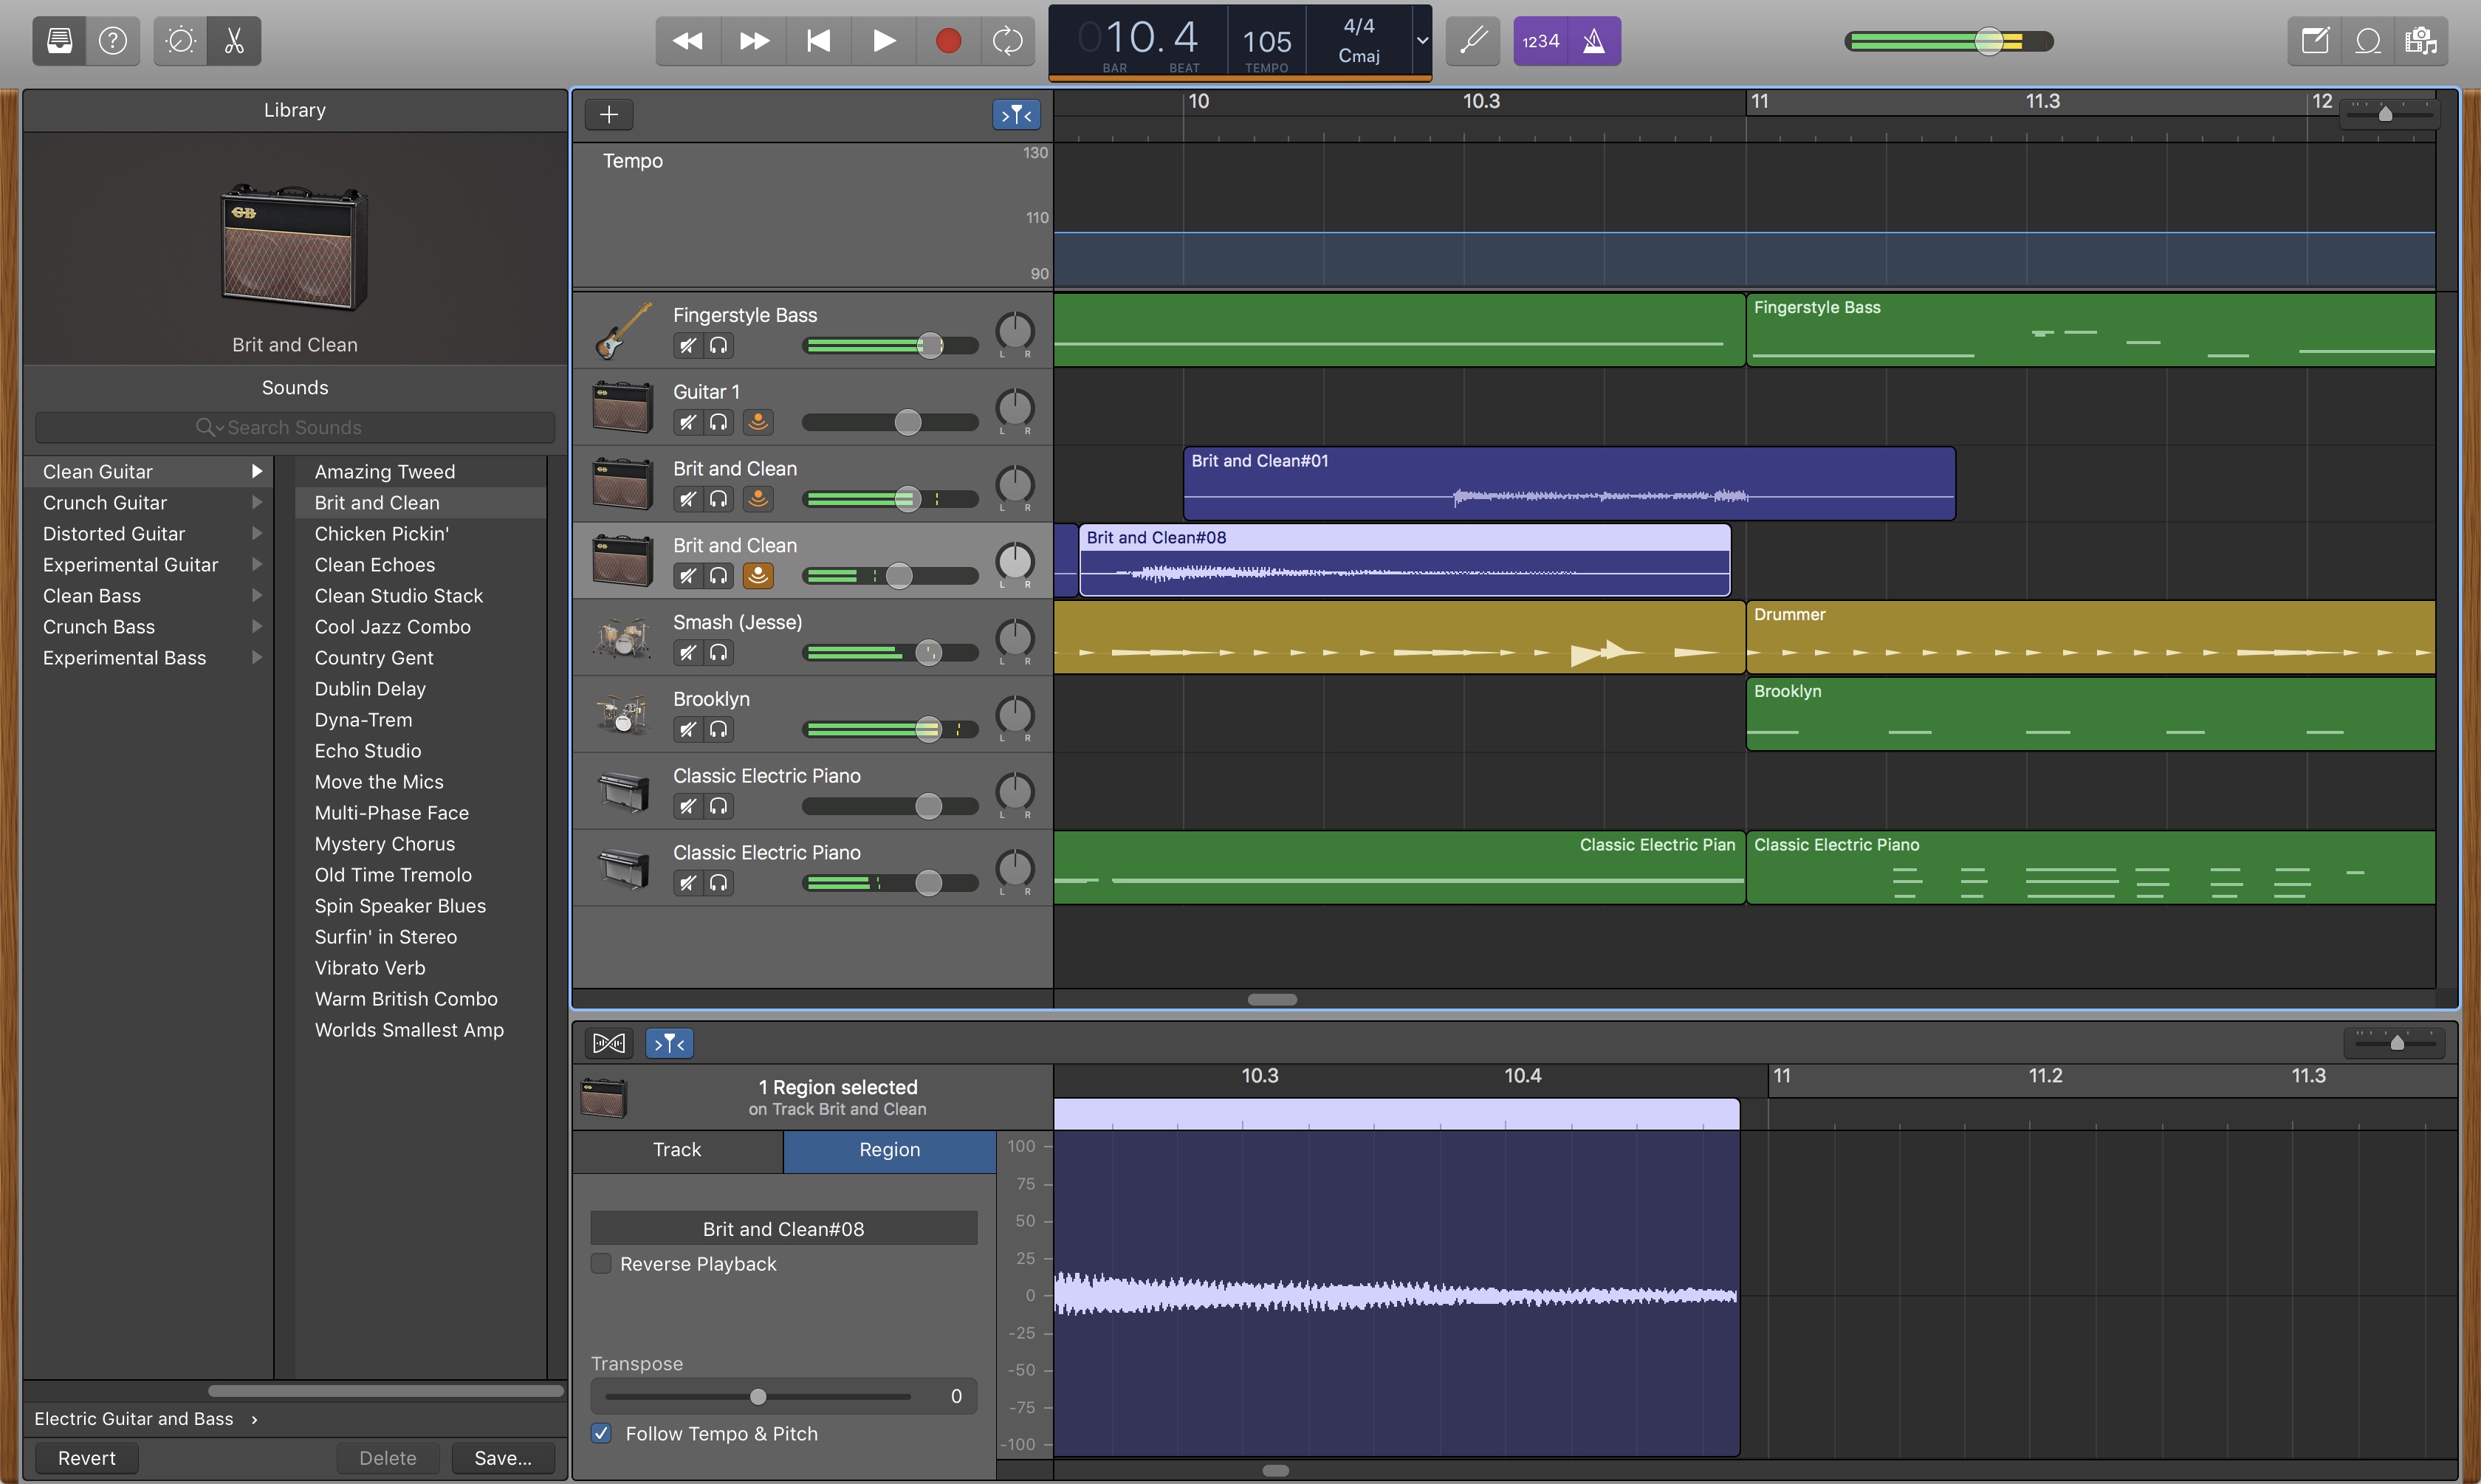 010.4
105
4/4
Cmaj
BAR
BEAT
TEMPO
1234
Library
GB
Brit and Clean
Sounds
Search Sounds
Clean Guitar
Crunch Guitar
Distorted Guitar
Experimental Guitar
Clean Bass
Crunch Bass
Experimental Bass
Amazing Tweed
Brit and Clean
Chicken Pickin'
Clean Echoes
Clean Studio Stack
Cool Jazz Combo
Country Gent
Dublin Delay
Dyna-Trem
Echo Studio
Move the Mics
Multi-Phase Face
Mystery Chorus
Old Time Tremolo
Spin Speaker Blues
Surfin' in Stereo
Vibrato Verb
Warm British Combo
Worlds Smallest Amp
Electric Guitar and Bass
Revert
Delete
Save...
10
10.3
11
11.3
12
Tempo
130
110
90
Fingerstyle Bass
L R
Fingerstyle Bass
Guitar 1
L R
Brit and Clean
L R
Brit and Clean#01
Brit and Clean
L R
Brit and Clean#08
Smash (Jesse)
L R
Drummer
Brooklyn
L R
Brooklyn
Classic Electric Piano
L R
Classic Electric Piano
L R
Classic Electric Pian
Classic Electric Piano
1 Region selected
on Track Brit and Clean
10.3
10.4
11
11.2
11.3
Track
Region
Brit and Clean#08
Reverse Playback
Transpose
0
Follow Tempo & Pitch
100
75
50
25
0
-25
-50
-75
-100